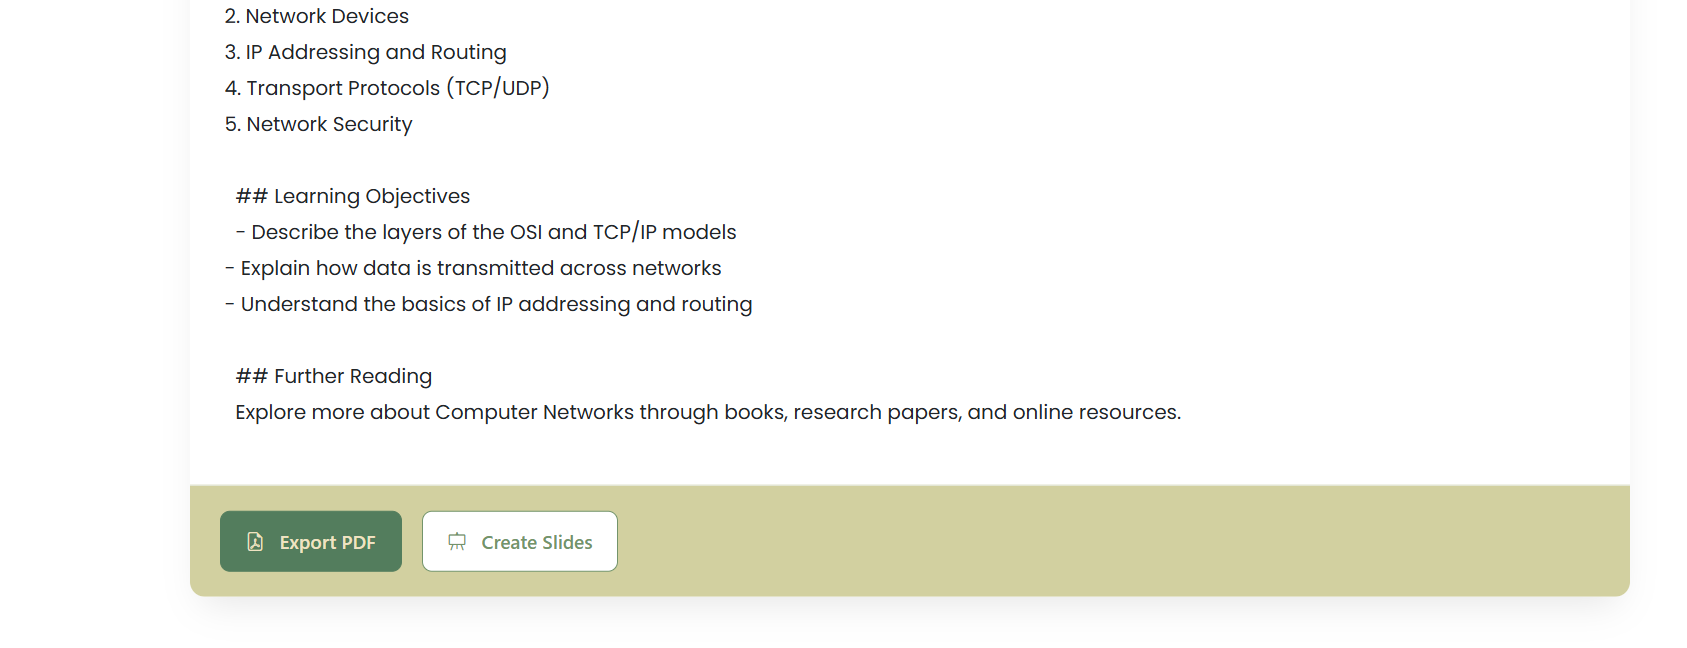 2. Network Devices
3. IP Addressing and Routing
4. Transport Protocols (TCP/UDP)
5. Network Security
## Learning Objectives
- Describe the layers of the OSI and TCP/IP models
- Explain how data is transmitted across networks
- Understand the basics of IP addressing and routing
## Further Reading
Explore more about Computer Networks through books, research papers, and online resources.
Export PDF
Create Slides